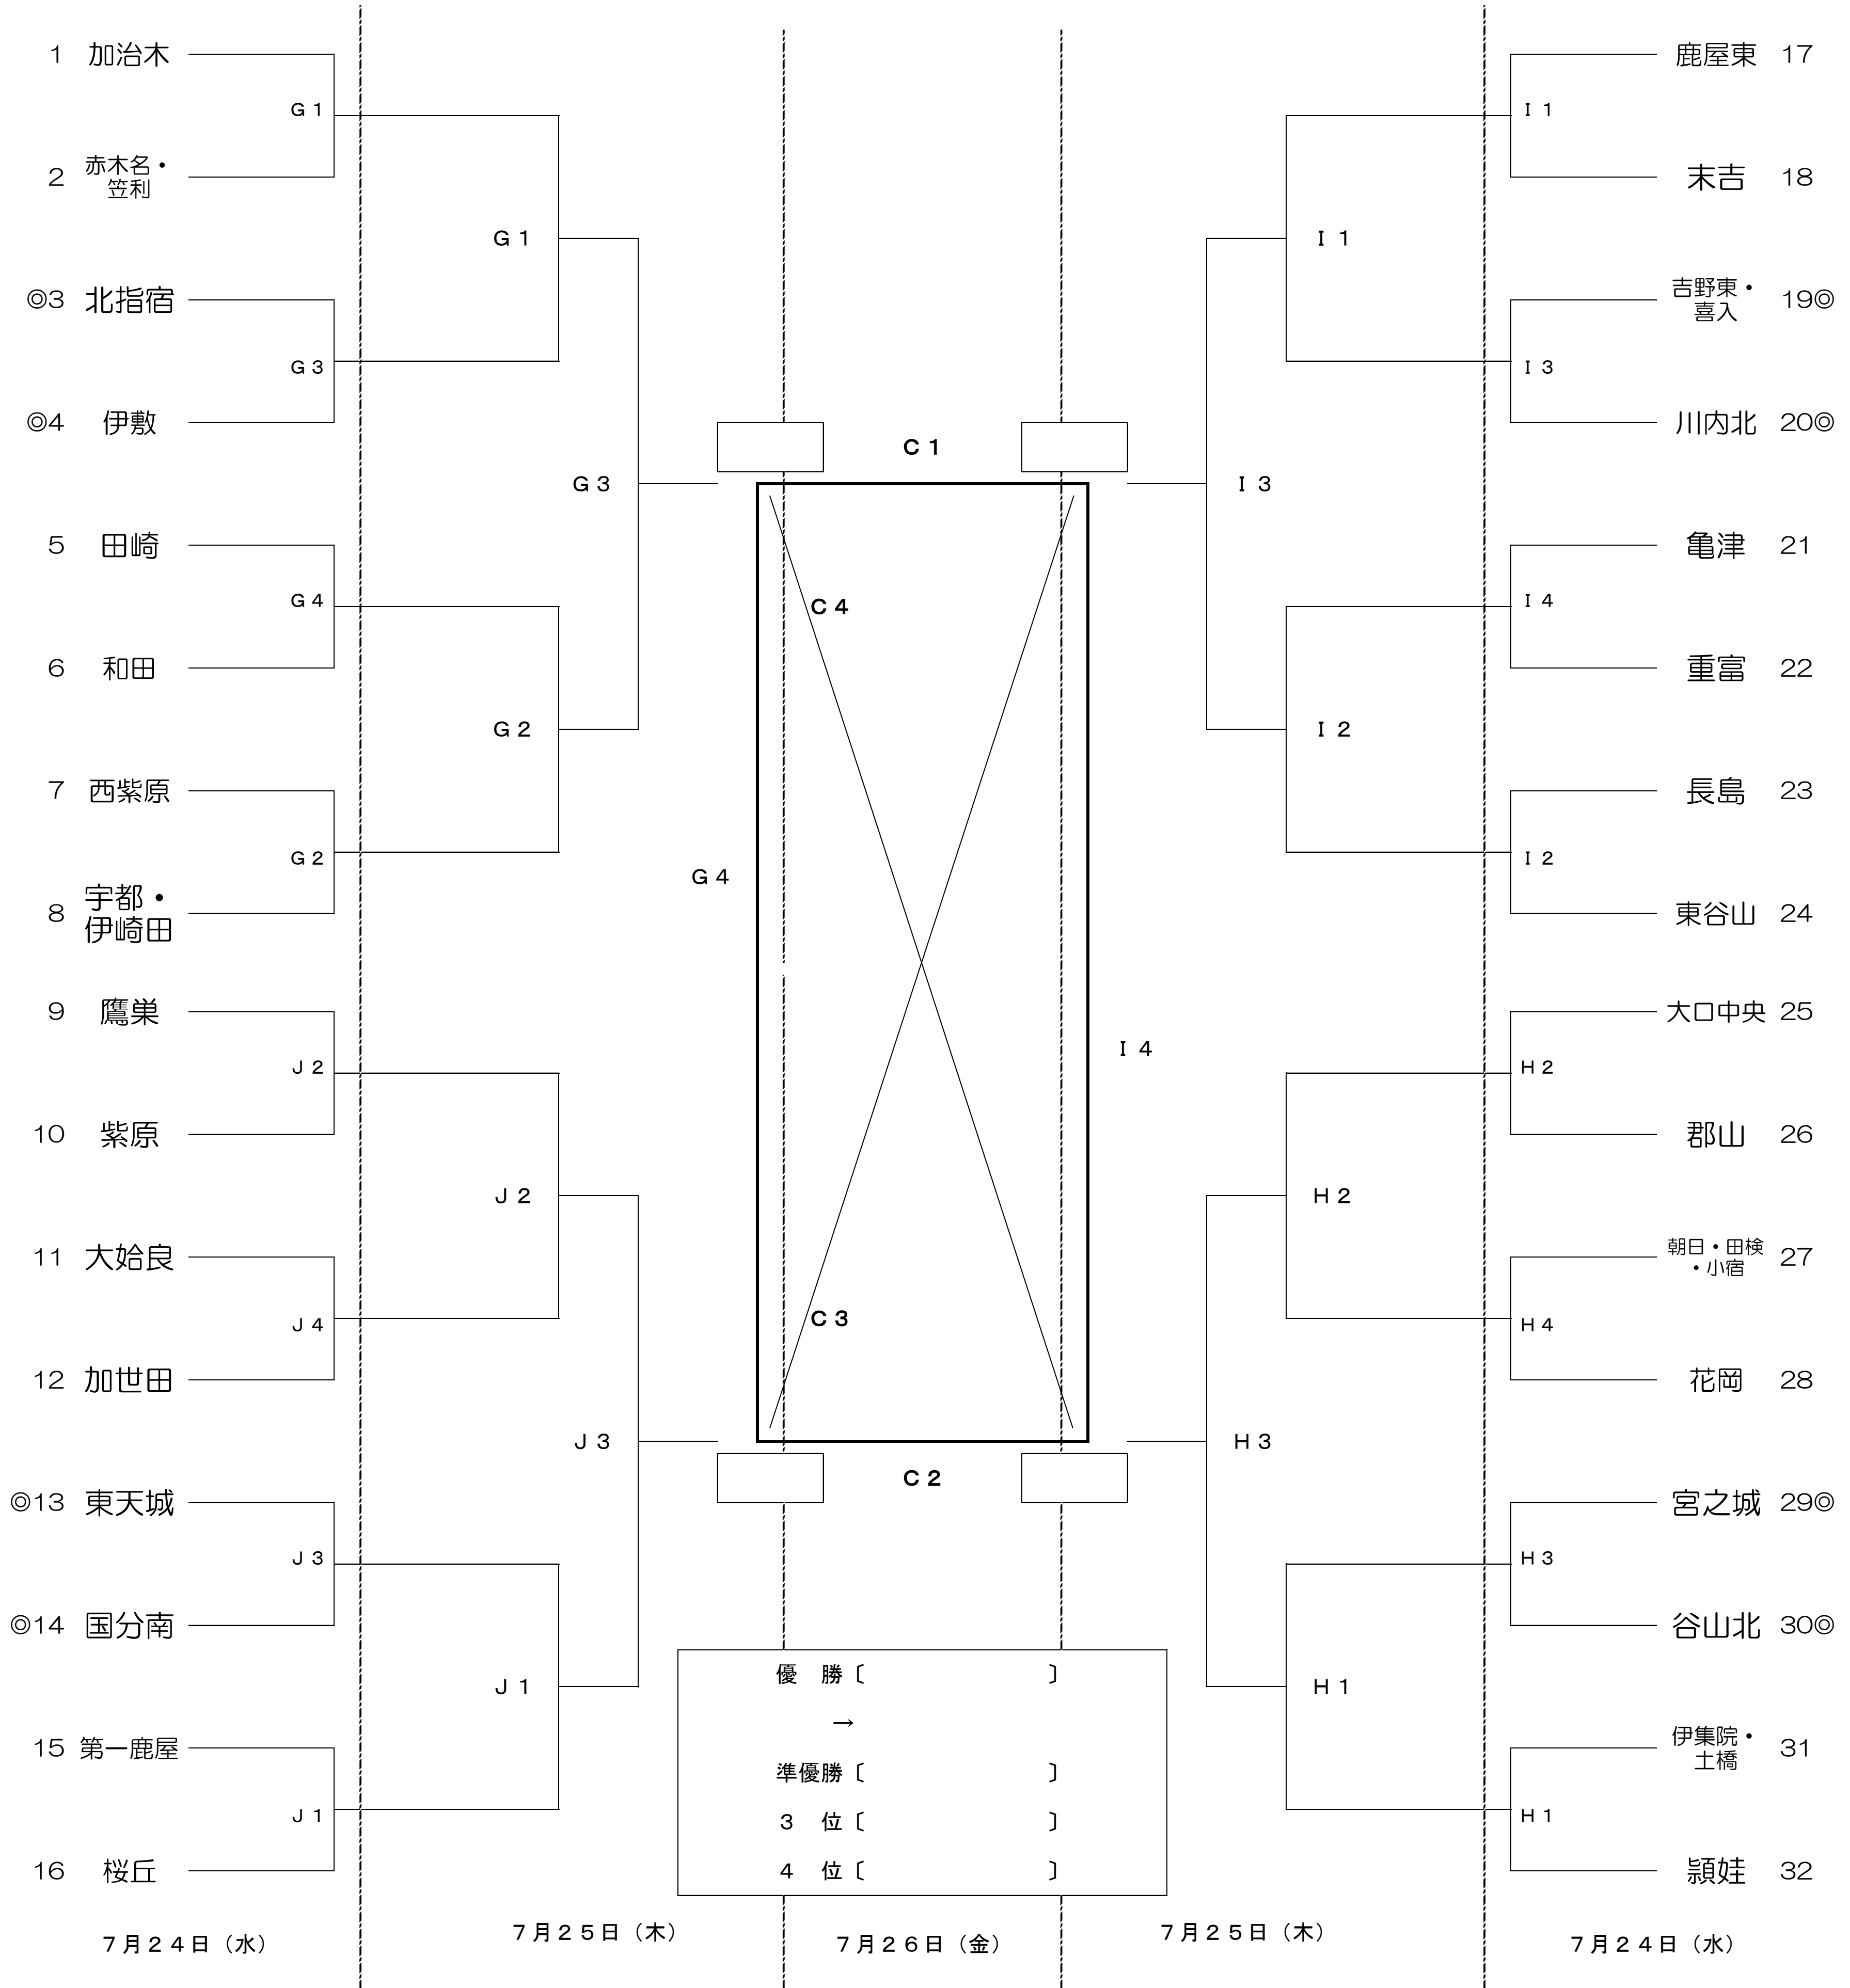 1 加治木
G1
2 赤木名・
笠利
G1
◎3 北指宿
G3
◎4 伊敷
G3
5 田崎
G4
6 和田
G2
7 西紫原
G2
8 宇都・
伊崎田
G4
9 鷹巣
J2
10 紫原
J2
11 大姶良
J4
12 加世田
J3
◎13 東天城
J3
◎14 国分南
J1
15 第一鹿屋
J1
16 桜丘
C1
C4
C3
C2
鹿屋東 17
I1
末吉 18
I1
吉野東・
喜入 19◎
I3
川内北 20◎
I3
亀津 21
I4
重富 22
I2
長島 23
I2
東谷山 24
I4
大口中央 25
H2
郡山 26
H2
朝日・田検
・小宿 27
H4
花岡 28
H3
宮之城 29◎
H3
谷山北 30◎
H1
伊集院・
土橋 31
H1
頴娃 32
優 勝〔 〕
→
準優勝〔 〕
3 位〔 〕
4 位〔 〕
7月24日（水）
7月25日（木）
7月26日（金）
7月25日（木）
7月24日（水）